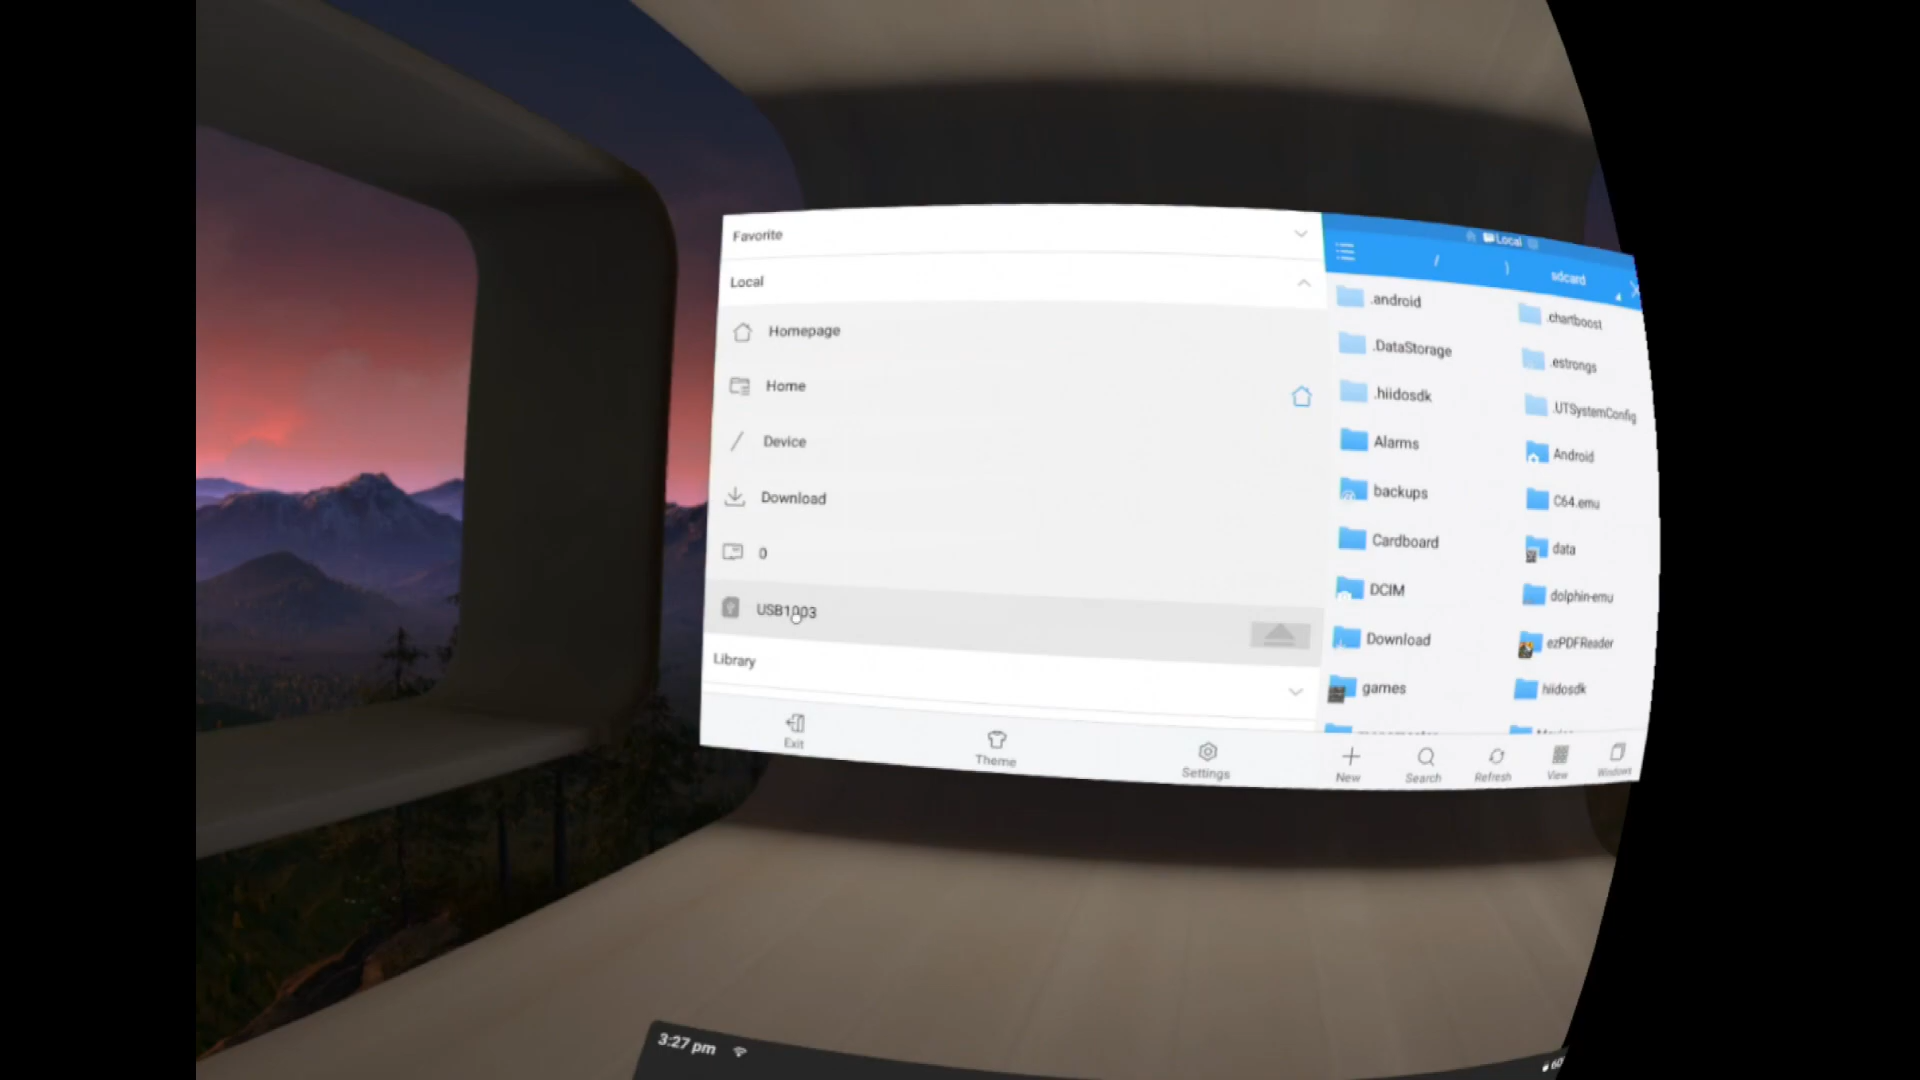 Favorite
Local
Homepage
Home
Device
Download
0
USB1003
Library
Exit
Theme
Settings
Local
/
sdcard
.android
.chartboost
.DataStorage
.estrongs
.hiidosdk
.UTSystemConfig
Alarms
Android
backups
C64.emu
Cardboard
data
DCIM
dolphin-emu
Download
ezPDFReader
games
hiidosdk
New
Search
Refresh
View
Windows
3:27 pm